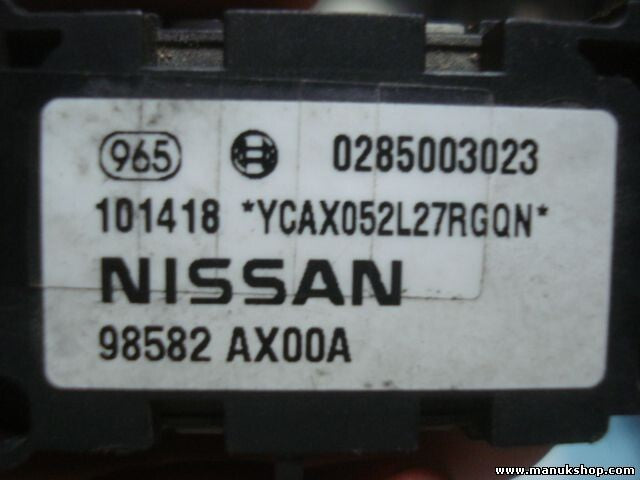 965 0285003023
101418 *YCAX052L27RGQN*
NISSAN
98582 AX00A
www.manukshop.com